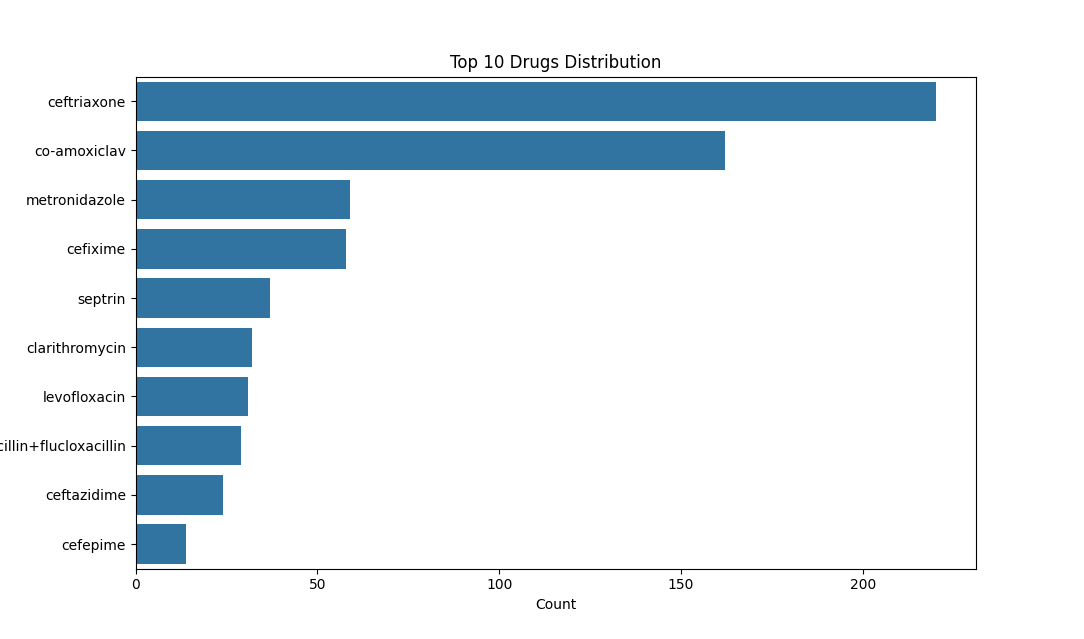 Top 10 Drugs Distribution
ceftriaxone
co-amoxiclav
metronidazole
cefixime
septrin
clarithromycin
levofloxacin
cillin+flucloxacillin
ceftazidime
cefepime
0 50 100 150 200
Count